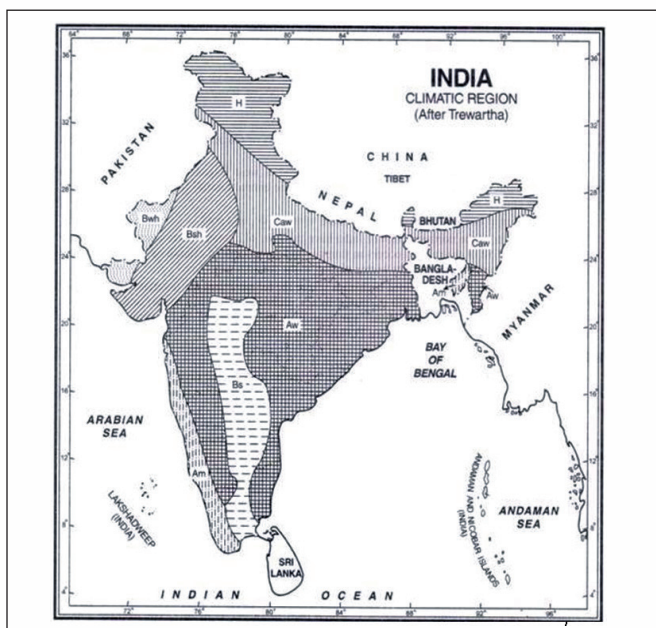 68° 72° 76° 80° 84° 88° 92° 96° 100°
INDIA
CLIMATIC REGION
(After Trewartha)
36
32
28
24
20
16
12
8
4
H
PAKISTAN
CHINA
TIBET
NEPAL
BHUTAN
H
Bwh
Bsh
Caw
Caw
BANGLA-
DESH
Am
Aw
MYANMAR
Aw
BAY
OF
BENGAL
Bs
ARABIAN
SEA
Am
LAKSHADWEEP
(INDIA)
ANDAMAN AND NICOBAR ISLANDS
(INDIA)
ANDAMAN
SEA
SRI
LANKA
INDIAN OCEAN
72° 76° 80° 84° 88° 92° 96°